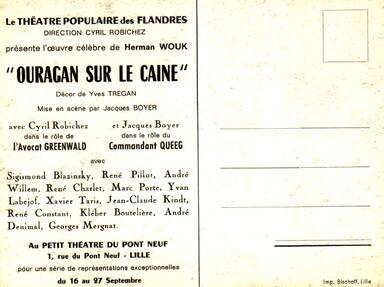 Le THÉATRE POPULAIRE des FLANDRES
DIRECTION CYRIL ROBICHEZ
présente l'œuvre célèbre de Herman WOUK
"OURAGAN SUR LE CAINE"
Décor de Yves TREGAN
Mise en scène par Jacques BOYER
avec Cyril Robichez
dans le rôle de
l'Avocat GREENWALD
et Jacques Boyer
dans le rôle du
Commandant QUEEG
avec
Sigismond Blazinsky, René Pillot, André
Willem, René Charlet, Marc Porte, Yvan
Labejof, Xavier Taris, Jean-Claude Kindt,
René Constant, Kléber Boutelière, André
Denimal, Georges Mergnat.
Au PETIT THÉATRE DU PONT NEUF
1, rue du Pont Neuf - LILLE
pour une série de représentations exceptionnelles
du 16 au 27 Septembre
Imp. Bischoff, Lille